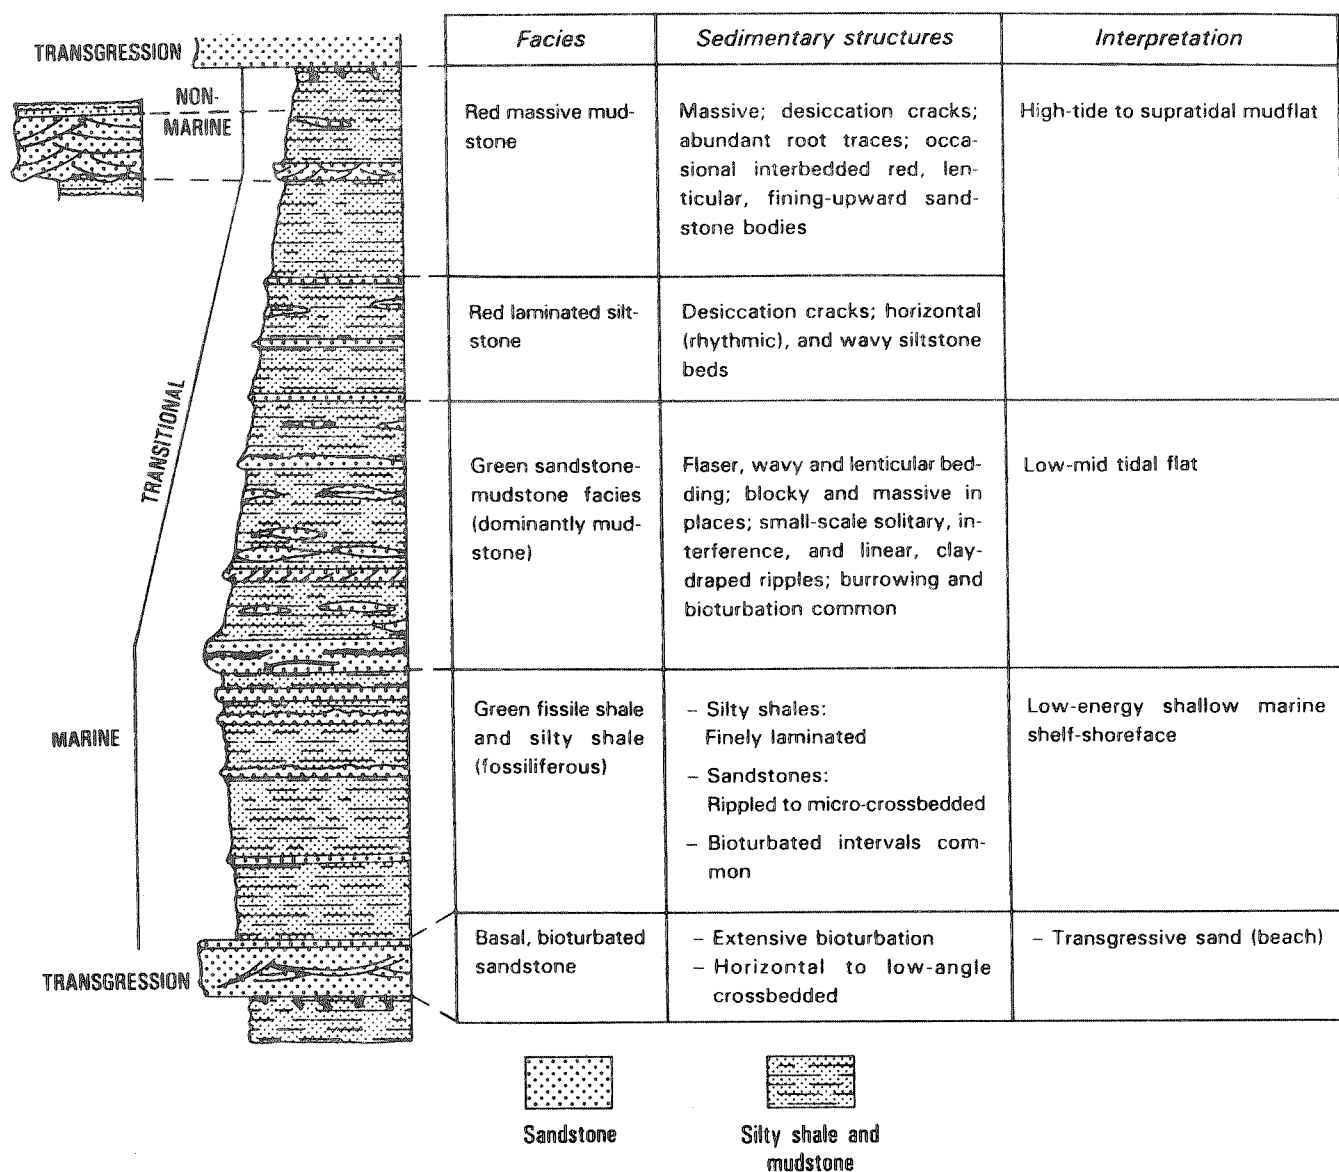 TRANSGRESSION
NON-
MARINE
TRANSITIONAL
MARINE
TRANSGRESSION
Facies
Sedimentary structures
Interpretation
Red massive mud-
stone
Massive; desiccation cracks;
abundant root traces; occa-
sional interbedded red, len-
ticular, fining-upward sand-
stone bodies
High-tide to supratidal mudflat
Red laminated silt-
stone
Desiccation cracks; horizontal
(rhythmic), and wavy siltstone
beds
Green sandstone-
mudstone facies
(dominantly mud-
stone)
Flaser, wavy and lenticular bed-
ding; blocky and massive in
places; small-scale solitary, in-
terference, and linear, clay-
draped ripples; burrowing and
bioturbation common
Low-mid tidal flat
Green fissile shale
and silty shale
(fossiliferous)
– Silty shales:
Finely laminated
– Sandstones:
Rippled to micro-crossbedded
– Bioturbated intervals com-
mon
Low-energy shallow marine
shelf-shoreface
Basal, bioturbated
sandstone
– Extensive bioturbation
– Horizontal to low-angle
crossbedded
– Transgressive sand (beach)
Sandstone
Silty shale and
mudstone